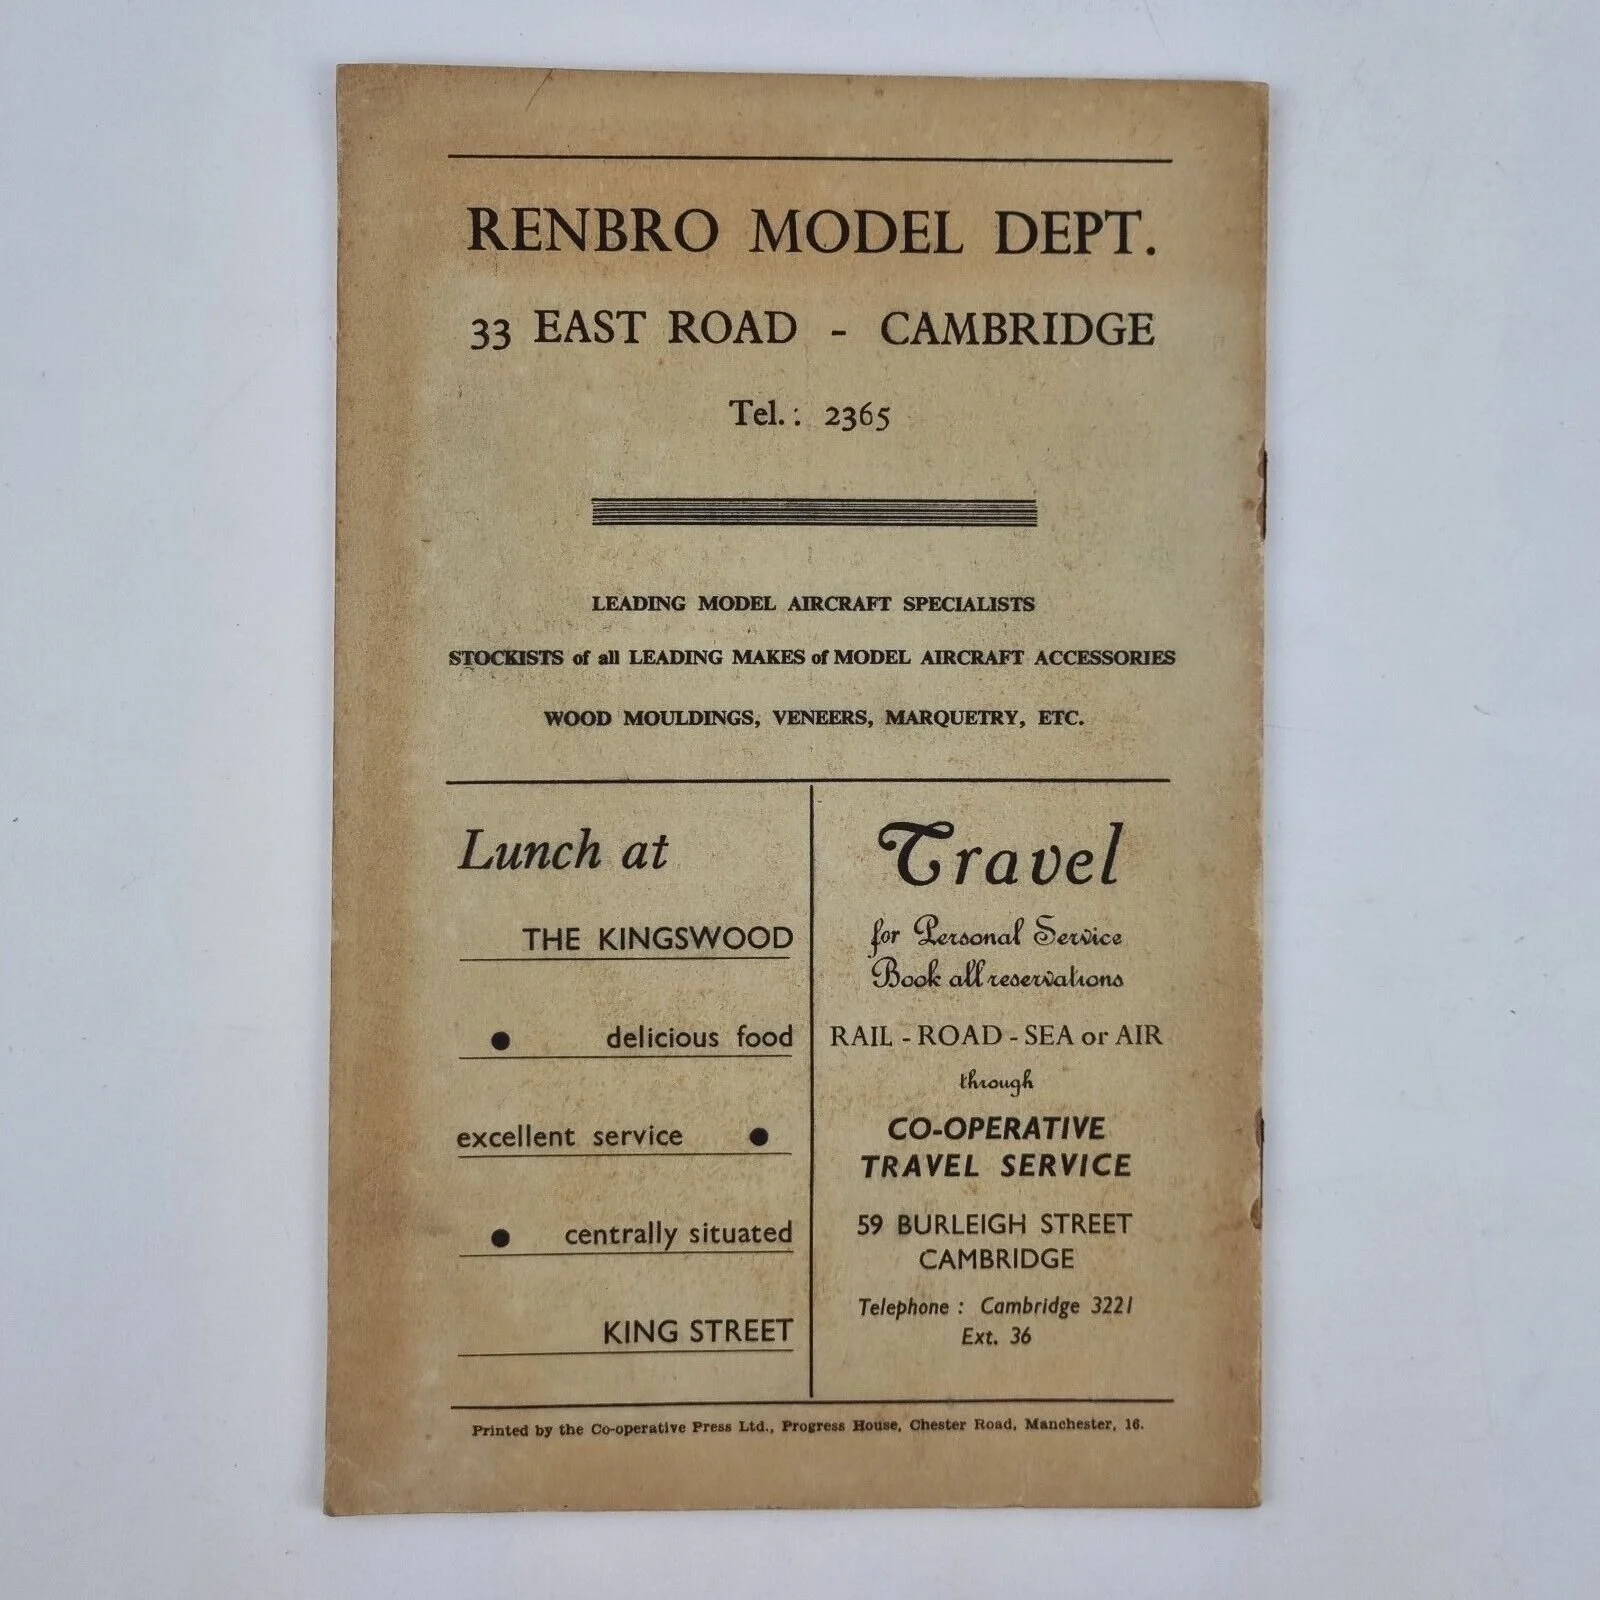 RENBRO MODEL DEPT.
33 EAST ROAD - CAMBRIDGE
Tel.: 2365
LEADING MODEL AIRCRAFT SPECIALISTS
STOCKISTS of all LEADING MAKES of MODEL AIRCRAFT ACCESSORIES
WOOD MOULDINGS, VENEERS, MARQUETRY, ETC.
Lunch at
THE KINGSWOOD
● delicious food
excellent service ●
● centrally situated
KING STREET
Travel
for Personal Service
Book all reservations
RAIL - ROAD - SEA or AIR
through
CO-OPERATIVE
TRAVEL SERVICE
59 BURLEIGH STREET
CAMBRIDGE
Telephone : Cambridge 3221
Ext. 36
Printed by the Co-operative Press Ltd., Progress House, Chester Road, Manchester, 16.